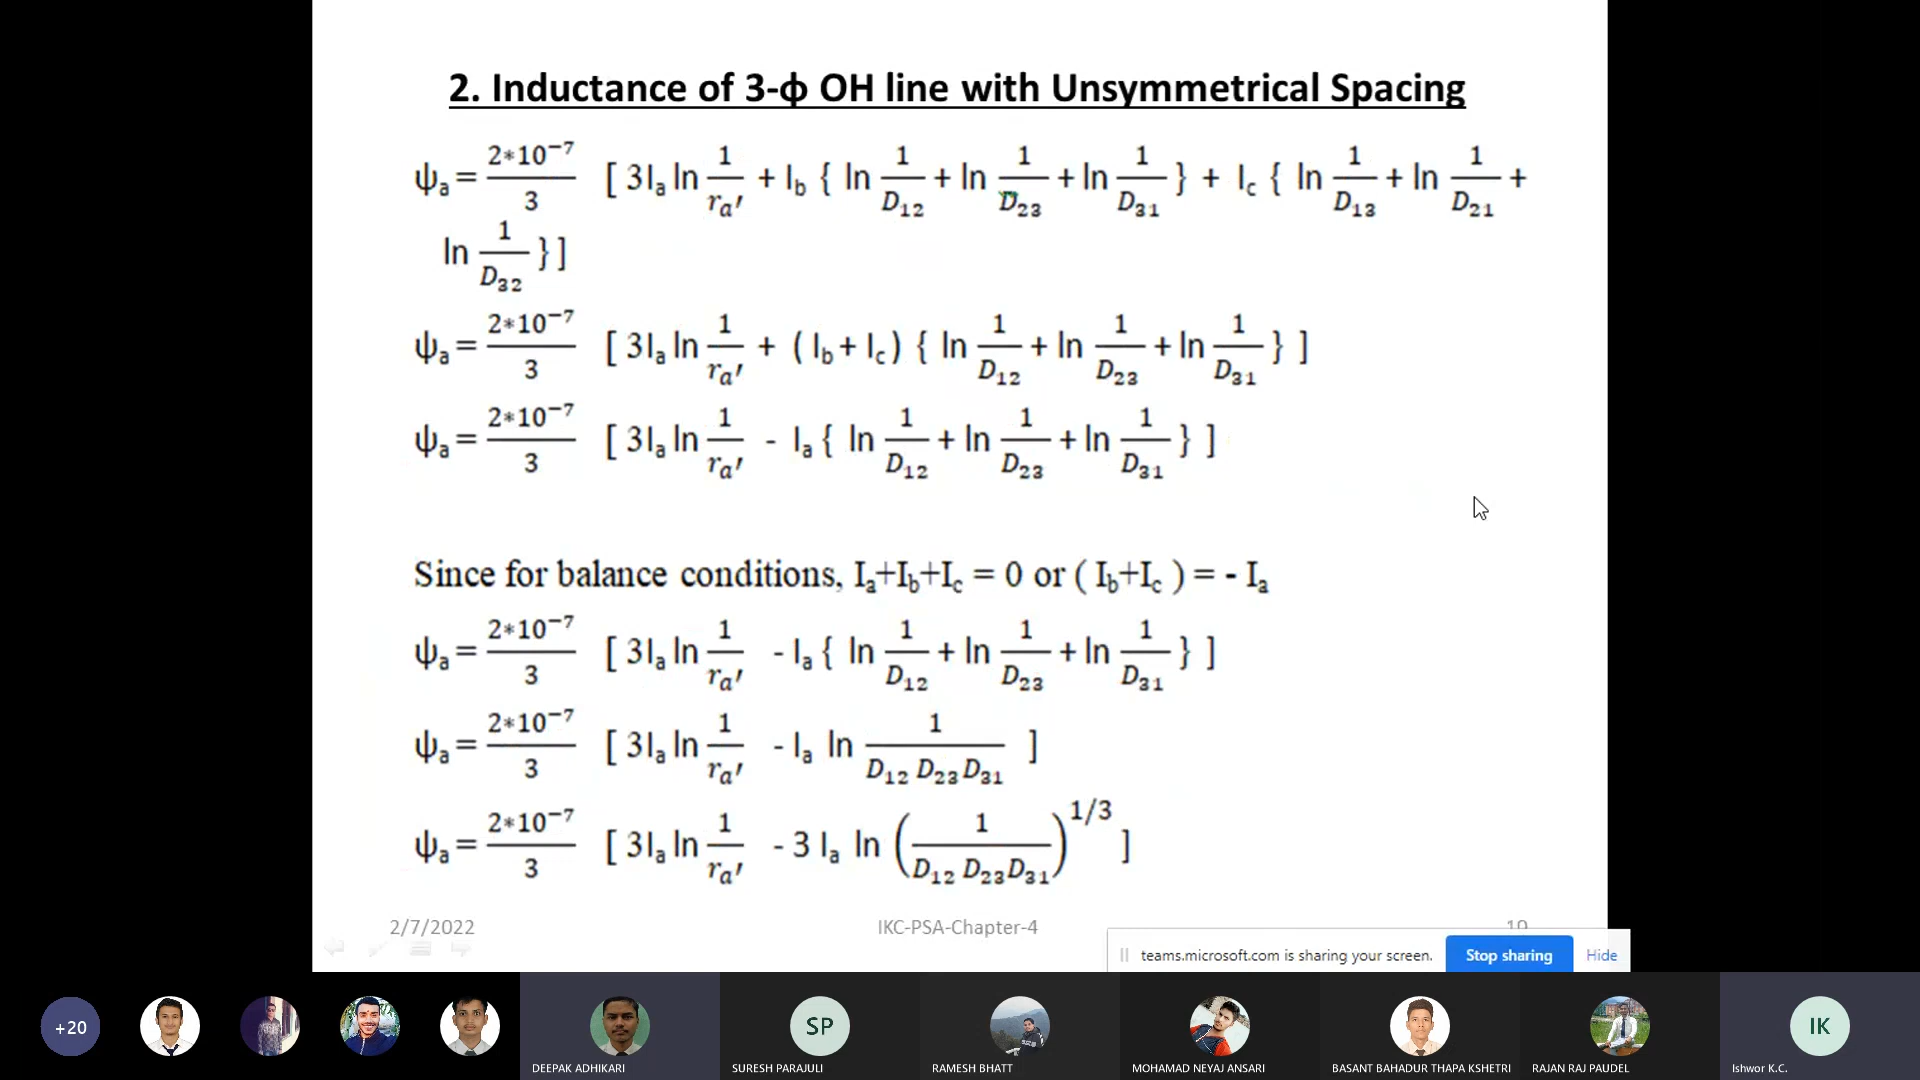 2. Inductance of 3-ф OH line with Unsymmetrical Spacing
ψₐ = 2*10⁻⁷/3 [ 3Iₐ ln 1/rₐ′ + I_b { ln 1/D₁₂ + ln 1/D₂₃ + ln 1/D₃₁ } + I_c { ln 1/D₁₃ + ln 1/D₂₁ +
ln 1/D₃₂ } ]
ψₐ = 2*10⁻⁷/3 [ 3Iₐ ln 1/rₐ′ + ( I_b + I_c ) { ln 1/D₁₂ + ln 1/D₂₃ + ln 1/D₃₁ } ]
ψₐ = 2*10⁻⁷/3 [ 3Iₐ ln 1/rₐ′ - Iₐ { ln 1/D₁₂ + ln 1/D₂₃ + ln 1/D₃₁ } ]
Since for balance conditions, Iₐ+I_b+I_c = 0 or ( I_b+I_c ) = - Iₐ
ψₐ = 2*10⁻⁷/3 [ 3Iₐ ln 1/rₐ′ - Iₐ { ln 1/D₁₂ + ln 1/D₂₃ + ln 1/D₃₁ } ]
ψₐ = 2*10⁻⁷/3 [ 3Iₐ ln 1/rₐ′ - Iₐ ln 1/(D₁₂ D₂₃ D₃₁) ]
ψₐ = 2*10⁻⁷/3 [ 3Iₐ ln 1/rₐ′ - 3 Iₐ ln (1/(D₁₂ D₂₃ D₃₁))^1/3 ]
2/7/2022 IKC-PSA-Chapter-4
teams.microsoft.com is sharing your screen. Stop sharing Hide
+20 SP IK
DEEPAK ADHIKARI SURESH PARAJULI RAMESH BHATT MOHAMAD NEYAJ ANSARI BASANT BAHADUR THAPA KSHETRI RAJAN RAJ PAUDEL Ishwor K.C.